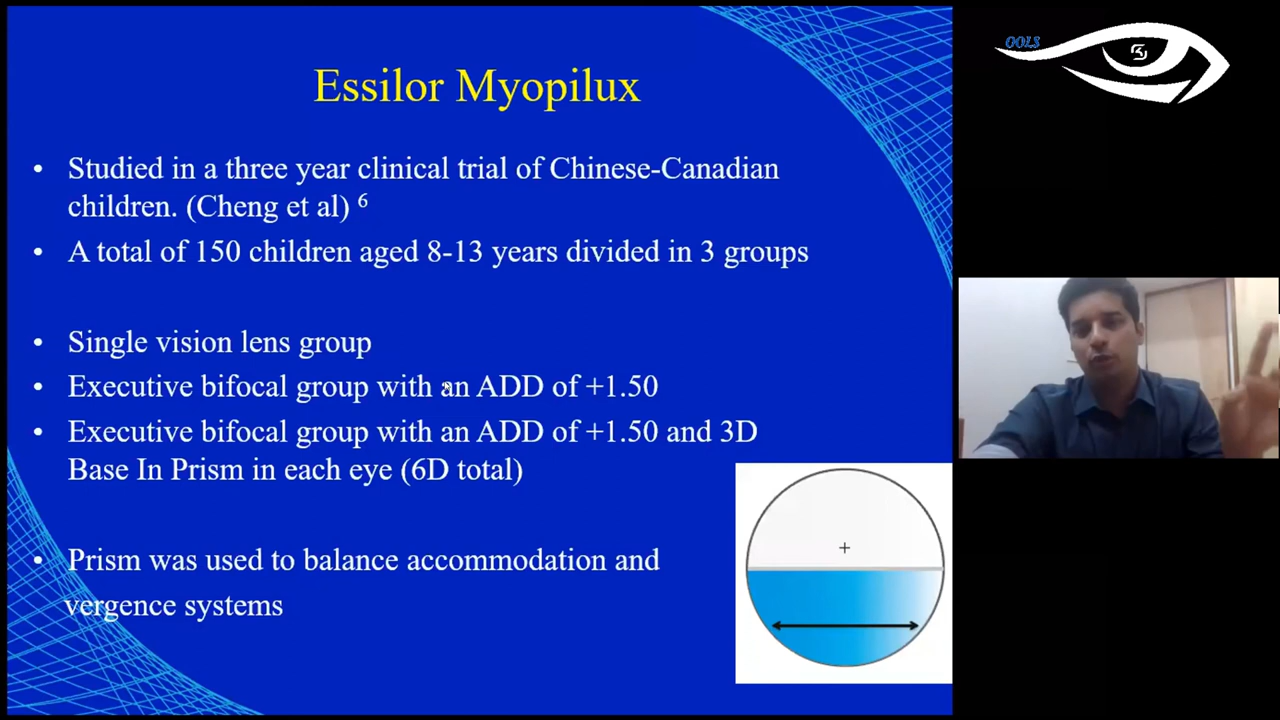 Essilor Myopilux
• Studied in a three year clinical trial of Chinese-Canadian
children. (Cheng et al) 6
• A total of 150 children aged 8-13 years divided in 3 groups
• Single vision lens group
• Executive bifocal group with an ADD of +1.50
• Executive bifocal group with an ADD of +1.50 and 3D
Base In Prism in each eye (6D total)
• Prism was used to balance accommodation and
vergence systems
OOLS